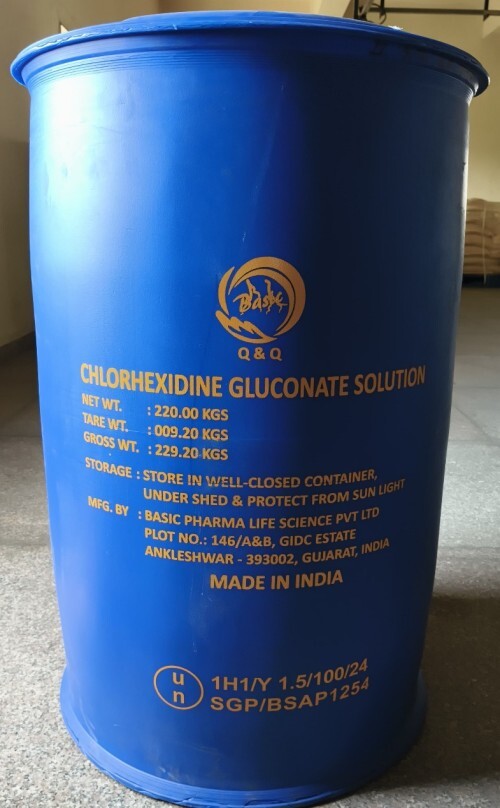 Basic
Q & Q
CHLORHEXIDINE GLUCONATE SOLUTION
NET WT. : 220.00 KGS
TARE WT. : 009.20 KGS
GROSS WT. : 229.20 KGS
STORAGE : STORE IN WELL-CLOSED CONTAINER,
UNDER SHED & PROTECT FROM SUN LIGHT
MFG. BY : BASIC PHARMA LIFE SCIENCE PVT LTD
PLOT NO.: 146/A&B, GIDC ESTATE
ANKLESHWAR - 393002, GUJARAT, INDIA
MADE IN INDIA
u
n
1H1/Y 1.5/100/24
SGP/BSAP1254